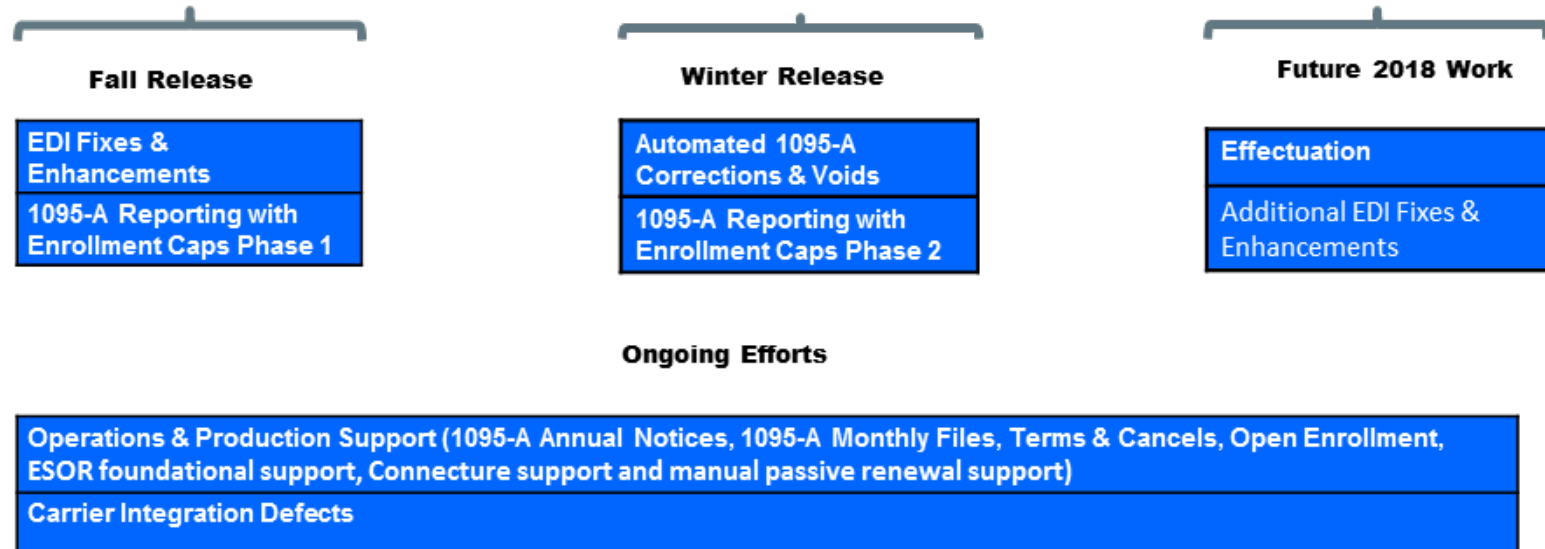 Fall Release
Winter Release
Future 2018 Work
EDI Fixes &
Enhancements
1095-A Reporting with
Enrollment Caps Phase 1
Automated 1095-A
Corrections & Voids
1095-A Reporting with
Enrollment Caps Phase 2
Effectuation
Additional EDI Fixes &
Enhancements
Ongoing Efforts
Operations & Production Support (1095-A Annual Notices, 1095-A Monthly Files, Terms & Cancels, Open Enrollment,
ESOR foundational support, Connecture support and manual passive renewal support)
Carrier Integration Defects